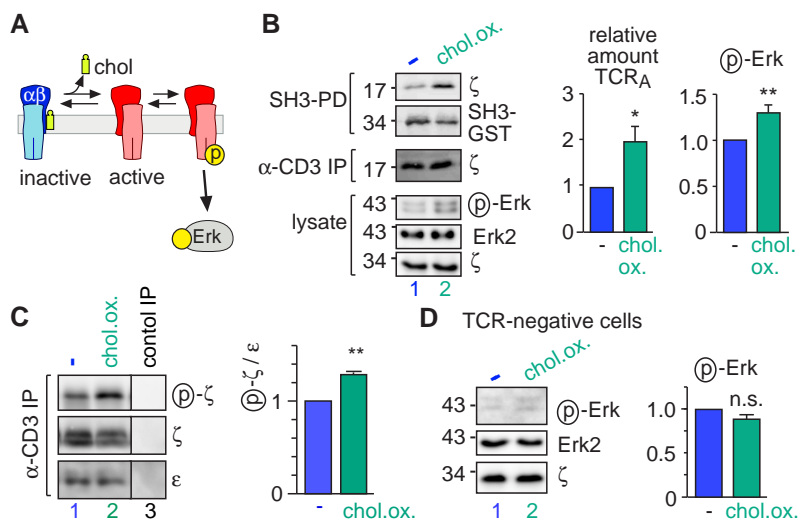 A
chol
αβ
inactive
active
p
Erk
B
- chol.ox.
SH3-PD
17
ζ
34
SH3-
GST
α-CD3 IP
17
ζ
lysate
43
p-Erk
43
Erk2
34
ζ
1 2
relative
amount
TCRA
3
2
1
0
- chol.
ox.
*
p-Erk
1.5
1.0
0.5
0
- chol.
ox.
**
C
- chol.ox. contol IP
α-CD3 IP
p-ζ
ζ
ε
1 2 3
p-ζ / ε
1
0
**
- chol.ox.
D TCR-negative cells
- chol.ox.
43
p-Erk
43
Erk2
34
ζ
1 2
p-Erk
n.s.
1.0
0.5
0
- chol.ox.